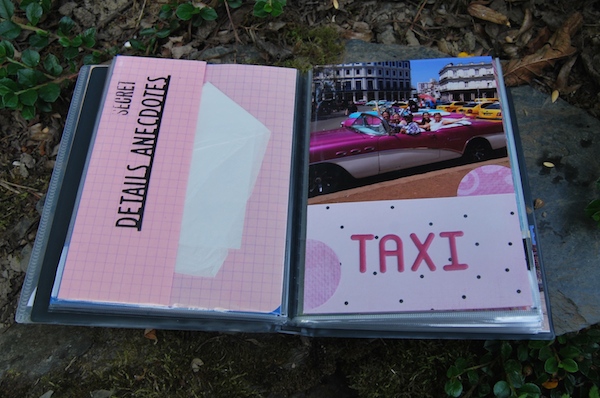 SECRET
DETAILS ANECDOTES
TAXI